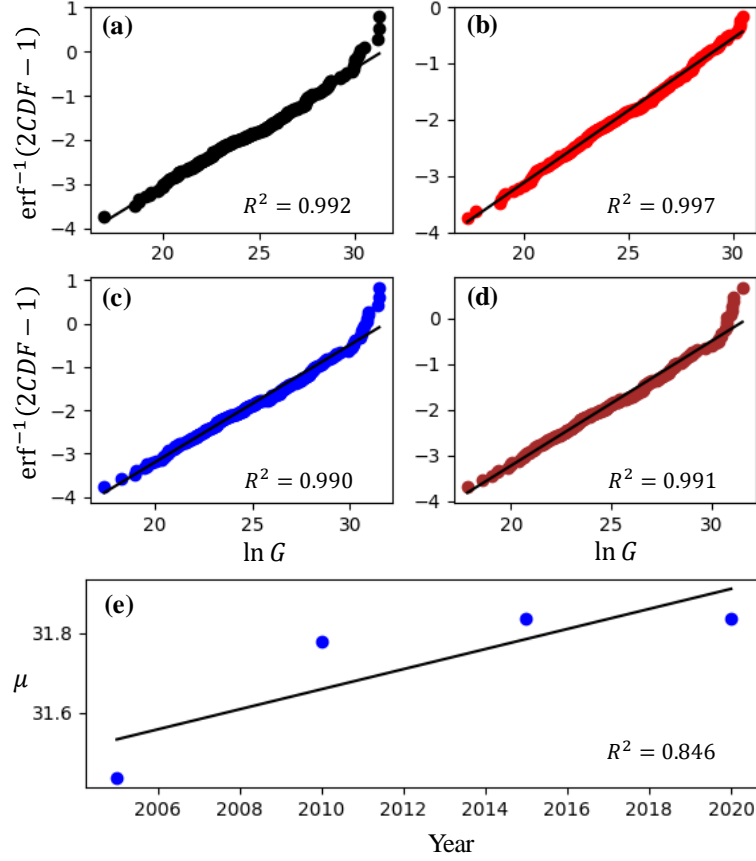 (a)
1
0
−1
−2
−3
−4
erf⁻¹(2CDF − 1)
R² = 0.992
20 25 30
(b)
0
−1
−2
−3
−4
R² = 0.997
20 25 30
(c)
1
0
−1
−2
−3
−4
erf⁻¹(2CDF − 1)
R² = 0.990
20 25 30
ln G
(d)
0
−1
−2
−3
−4
R² = 0.991
20 25 30
ln G
(e)
31.8
31.6
μ
R² = 0.846
2006 2008 2010 2012 2014 2016 2018 2020
Year